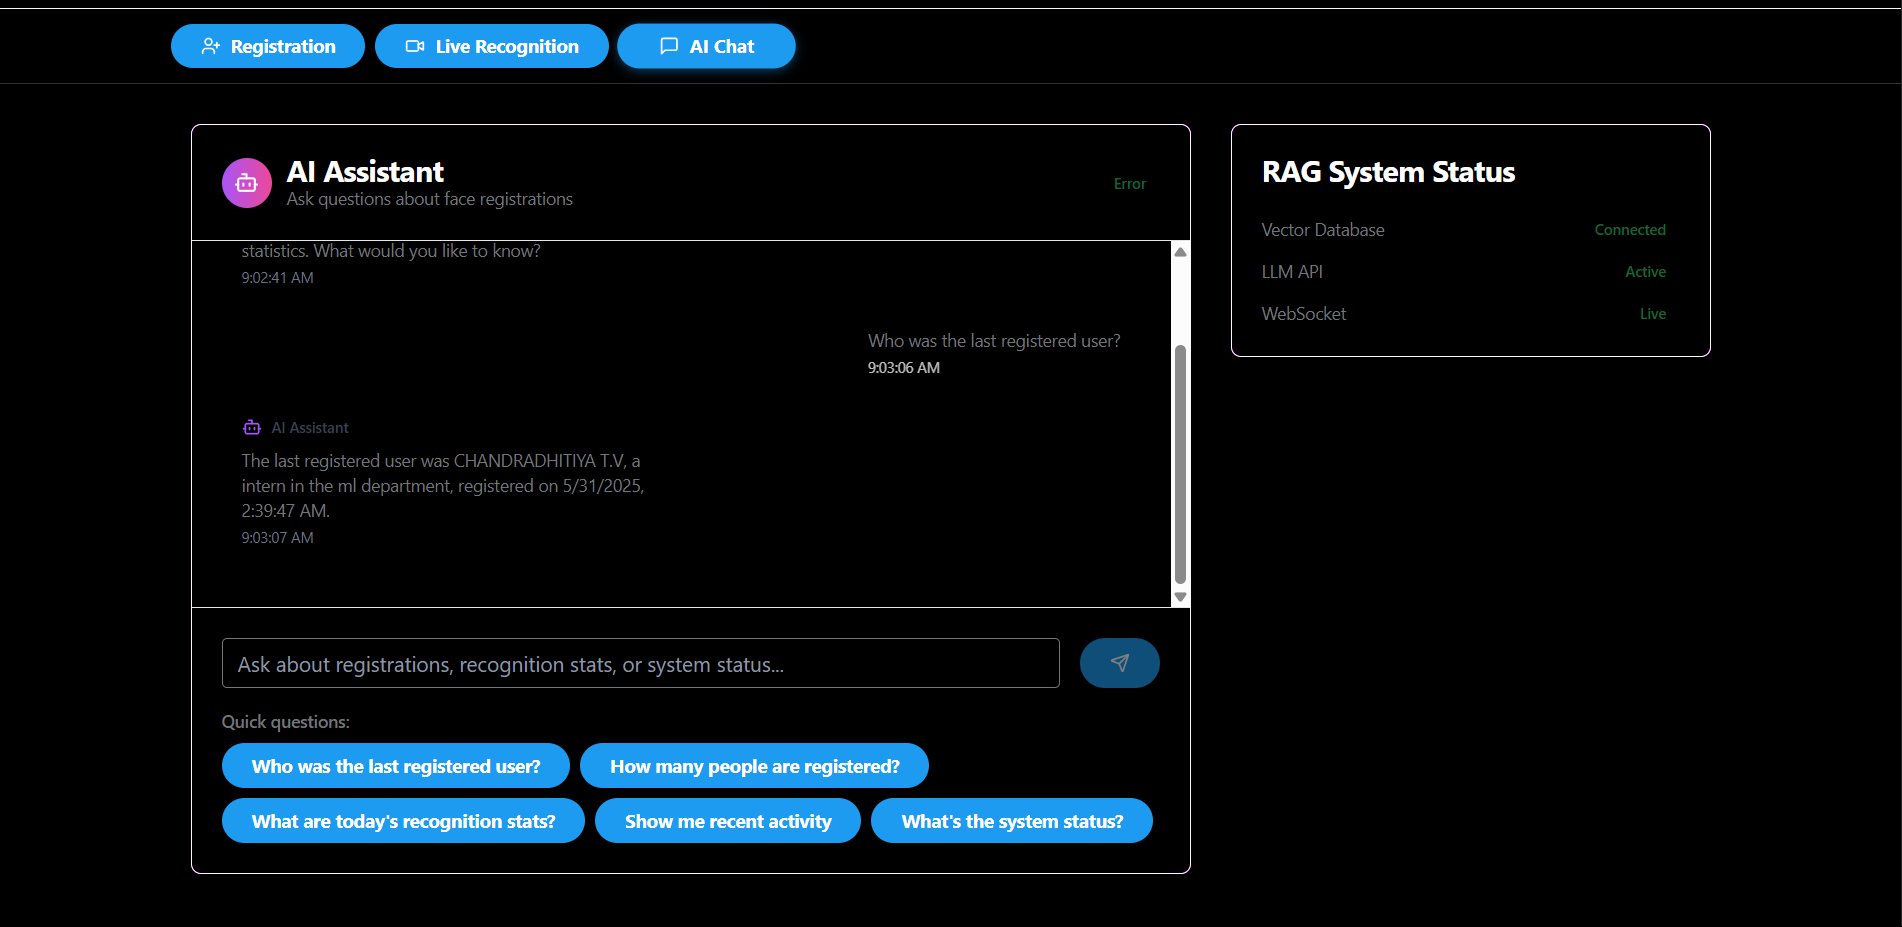 Registration
Live Recognition
AI Chat
AI Assistant
Ask questions about face registrations
Error
statistics. What would you like to know?
9:02:41 AM
Who was the last registered user?
9:03:06 AM
AI Assistant
The last registered user was CHANDRADHITIYA T.V, a
intern in the ml department, registered on 5/31/2025,
2:39:47 AM.
9:03:07 AM
Ask about registrations, recognition stats, or system status...
Quick questions:
Who was the last registered user?
How many people are registered?
What are today's recognition stats?
Show me recent activity
What's the system status?
RAG System Status
Vector Database
Connected
LLM API
Active
WebSocket
Live